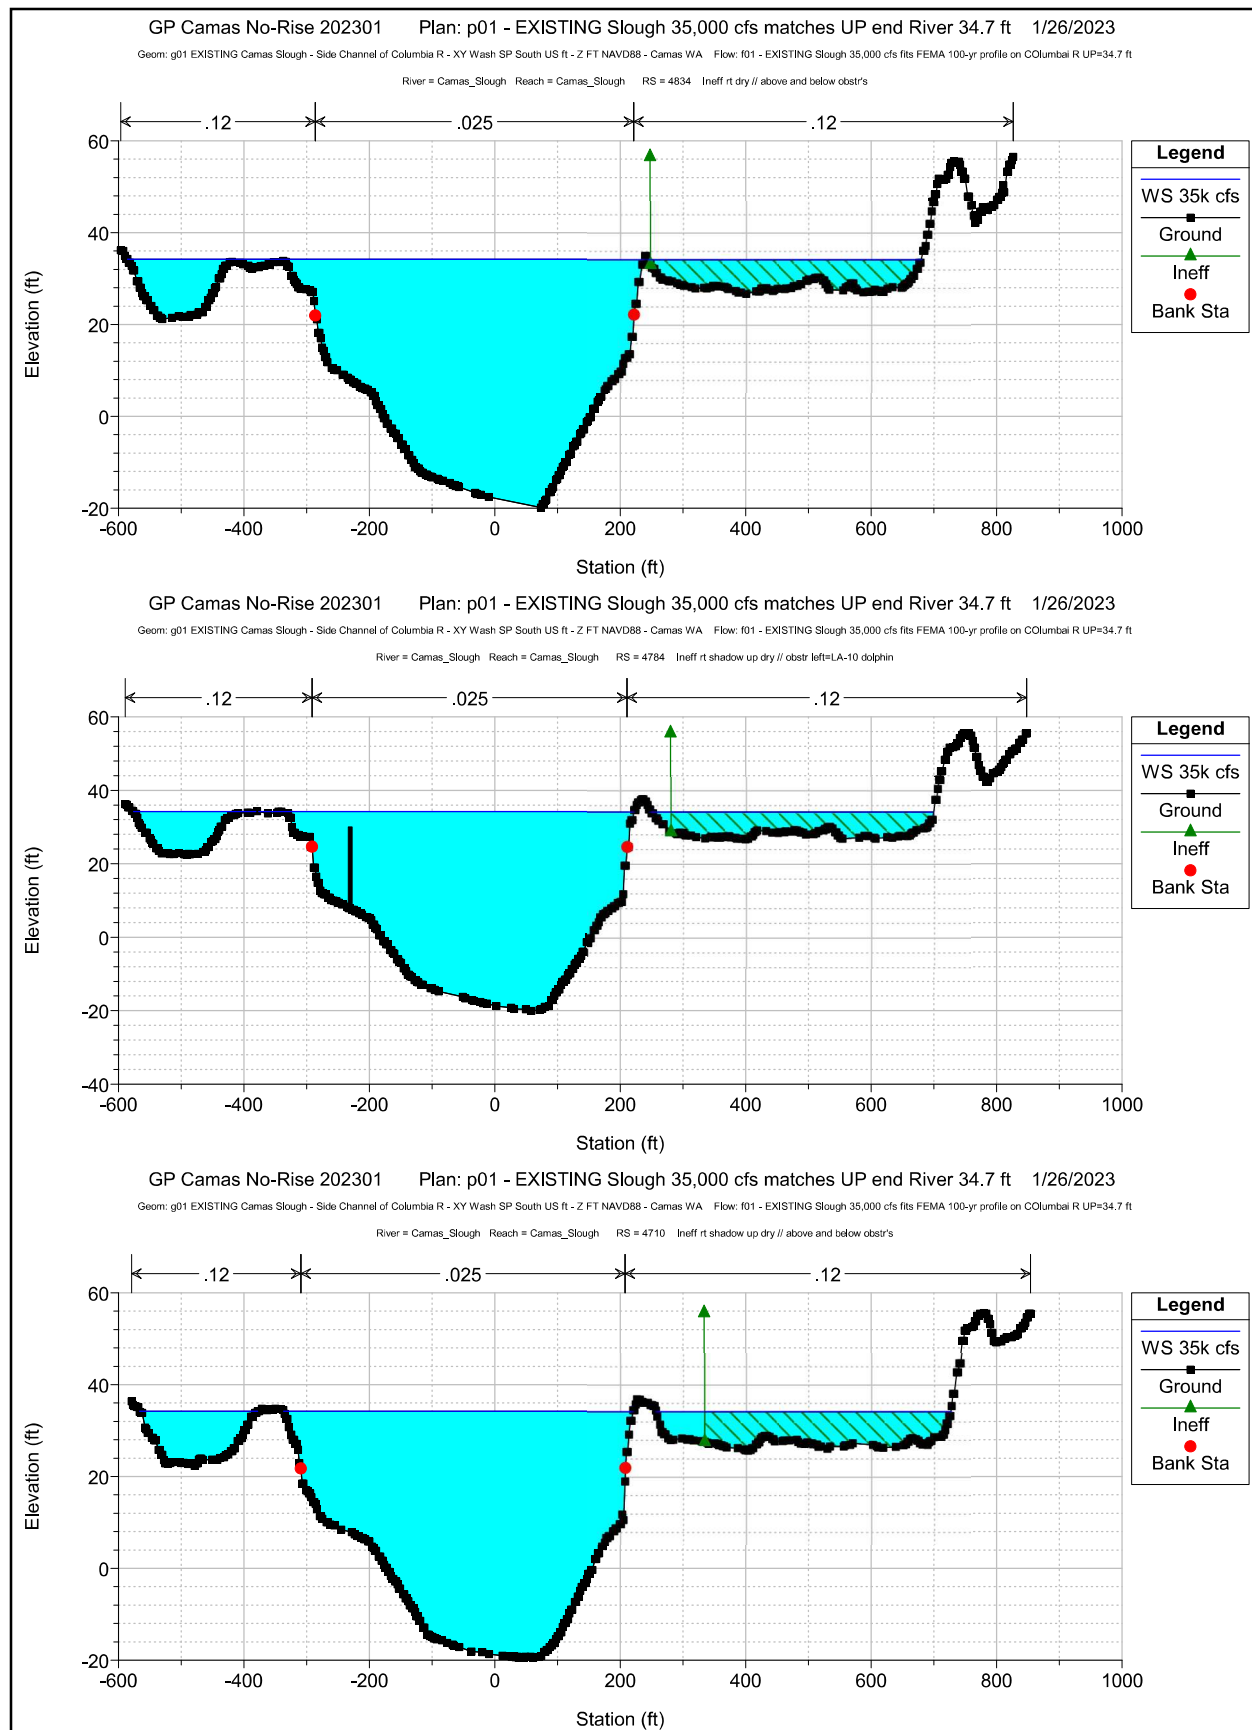 GP Camas No-Rise 202301 Plan: p01 - EXISTING Slough 35,000 cfs matches UP end River 34.7 ft 1/26/2023
Geom: g01 EXISTING Camas Slough - Side Channel of Columbia R - XY Wash SP South US ft - Z FT NAVD88 - Camas WA Flow: f01 - EXISTING Slough 35,000 cfs fits FEMA 100-yr profile on COlumbai R UP=34.7 ft
River = Camas_Slough Reach = Camas_Slough RS = 4834 Ineff rt dry // above and below obstr's
.12 .025 .12
60
40
20
0
-20
Elevation (ft)
-600 -400 -200 0 200 400 600 800 1000
Station (ft)
Legend
WS 35k cfs
Ground
Ineff
Bank Sta
GP Camas No-Rise 202301 Plan: p01 - EXISTING Slough 35,000 cfs matches UP end River 34.7 ft 1/26/2023
Geom: g01 EXISTING Camas Slough - Side Channel of Columbia R - XY Wash SP South US ft - Z FT NAVD88 - Camas WA Flow: f01 - EXISTING Slough 35,000 cfs fits FEMA 100-yr profile on COlumbai R UP=34.7 ft
River = Camas_Slough Reach = Camas_Slough RS = 4784 Ineff rt shadow up dry // obstr left=LA-10 dolphin
.12 .025 .12
60
40
20
0
-20
-40
Elevation (ft)
-600 -400 -200 0 200 400 600 800 1000
Station (ft)
Legend
WS 35k cfs
Ground
Ineff
Bank Sta
GP Camas No-Rise 202301 Plan: p01 - EXISTING Slough 35,000 cfs matches UP end River 34.7 ft 1/26/2023
Geom: g01 EXISTING Camas Slough - Side Channel of Columbia R - XY Wash SP South US ft - Z FT NAVD88 - Camas WA Flow: f01 - EXISTING Slough 35,000 cfs fits FEMA 100-yr profile on COlumbai R UP=34.7 ft
River = Camas_Slough Reach = Camas_Slough RS = 4710 Ineff rt shadow up dry // above and below obstr's
.12 .025 .12
60
40
20
0
-20
Elevation (ft)
-600 -400 -200 0 200 400 600 800 1000
Station (ft)
Legend
WS 35k cfs
Ground
Ineff
Bank Sta